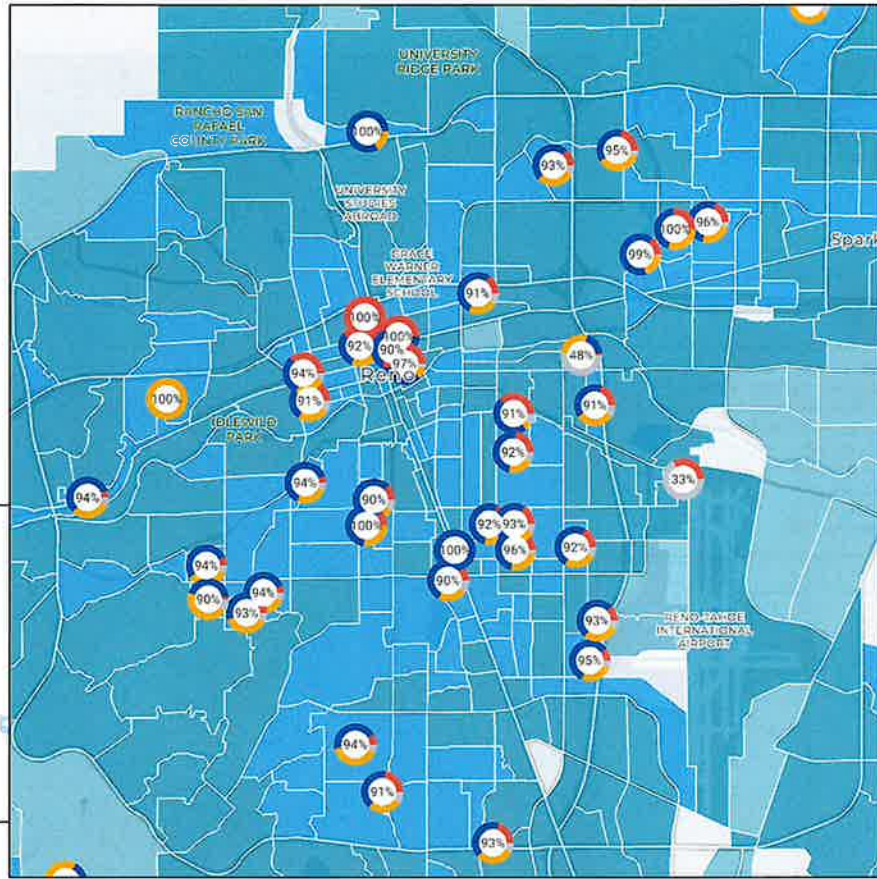 UNIVERSITY
RIDGE PARK
RANCHO SAN
RAFAEL
COUNTY PARK
100%
95%
93%
UNIVERSITY
STUDIES
ABROAD
96%
100%
Spark
99%
GRACE
WARNER
ELEMENTARY
SCHOOL
91%
100%
100%
92%
90%
48%
97%
94%
Reno
100%
91%
91%
91%
IDLEWILD
PARK
92%
33%
94%
94%
90%
100%
92%
93%
100%
96%
92%
94%
90%
94%
90%
93%
93%
RENO-TAHOE
INTERNATIONAL
AIRPORT
95%
94%
91%
93%